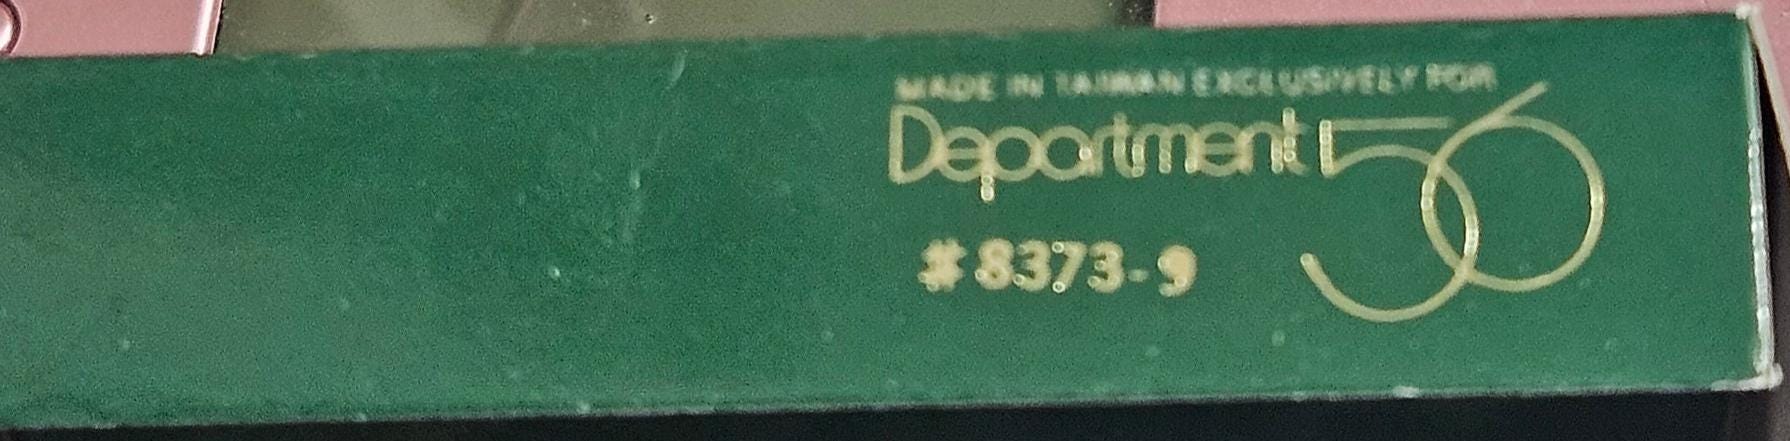 MADE IN TAIWAN EXCLUSIVELY FOR
Department 56
#8373-9